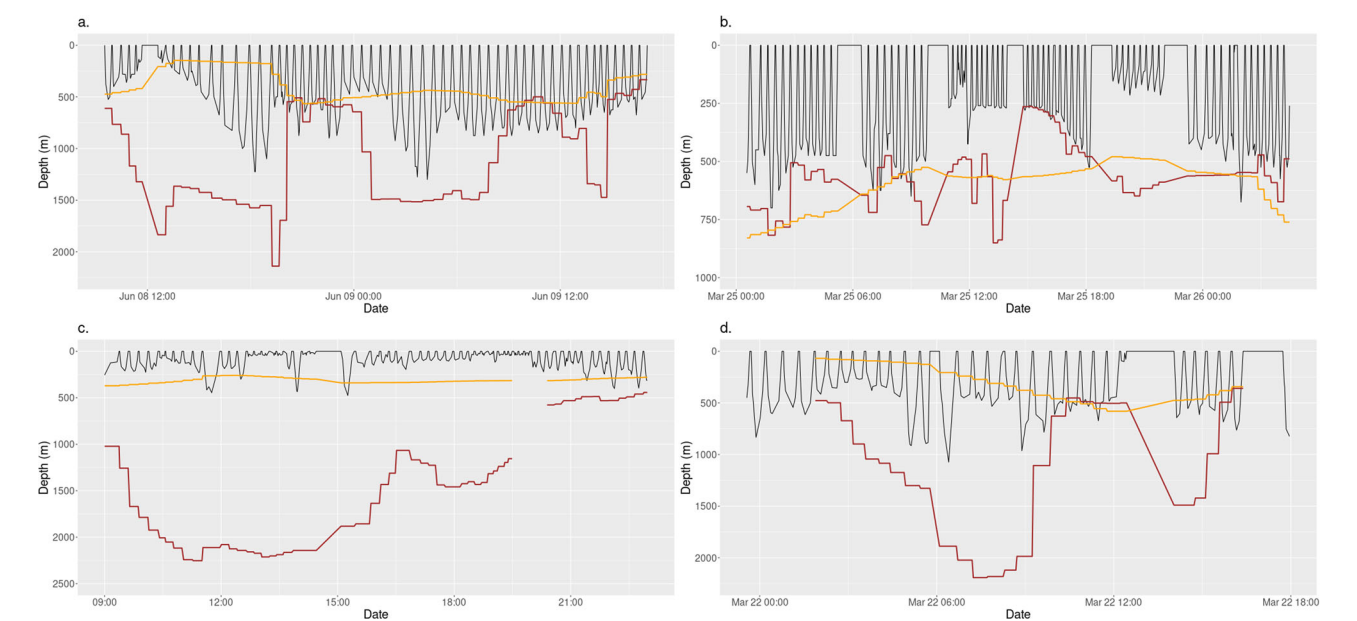 a.
0
500
1000
1500
2000
Depth (m)
Jun 08 12:00
Jun 09 00:00
Jun 09 12:00
Date
b.
0
250
500
750
1000
Depth (m)
Mar 25 00:00
Mar 25 06:00
Mar 25 12:00
Mar 25 18:00
Mar 26 00:00
Date
c.
0
500
1000
1500
2000
2500
Depth (m)
09:00
12:00
15:00
18:00
21:00
Date
d.
0
500
1000
1500
2000
Depth (m)
Mar 22 00:00
Mar 22 06:00
Mar 22 12:00
Mar 22 18:00
Date